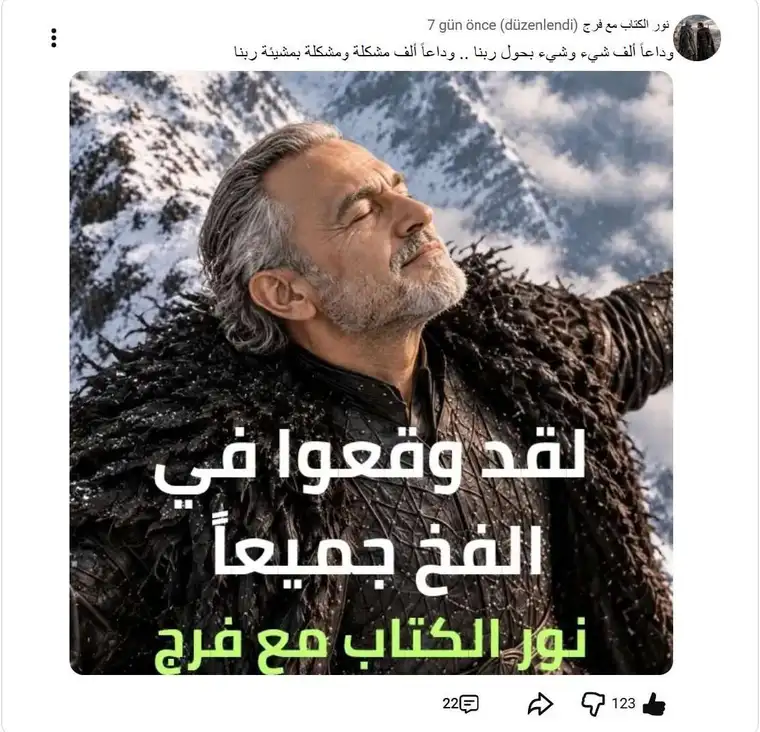 نور الكتاب مع فرج 7 gün önce (düzenlendi)
وداعاً ألف شيء وشيء بحول ربنا .. وداعاً ألف مشكلة ومشكلة بمشيئة ربنا
لقد وقعوا في
الفخ جميعاً
نور الكتاب مع فرج
123 22